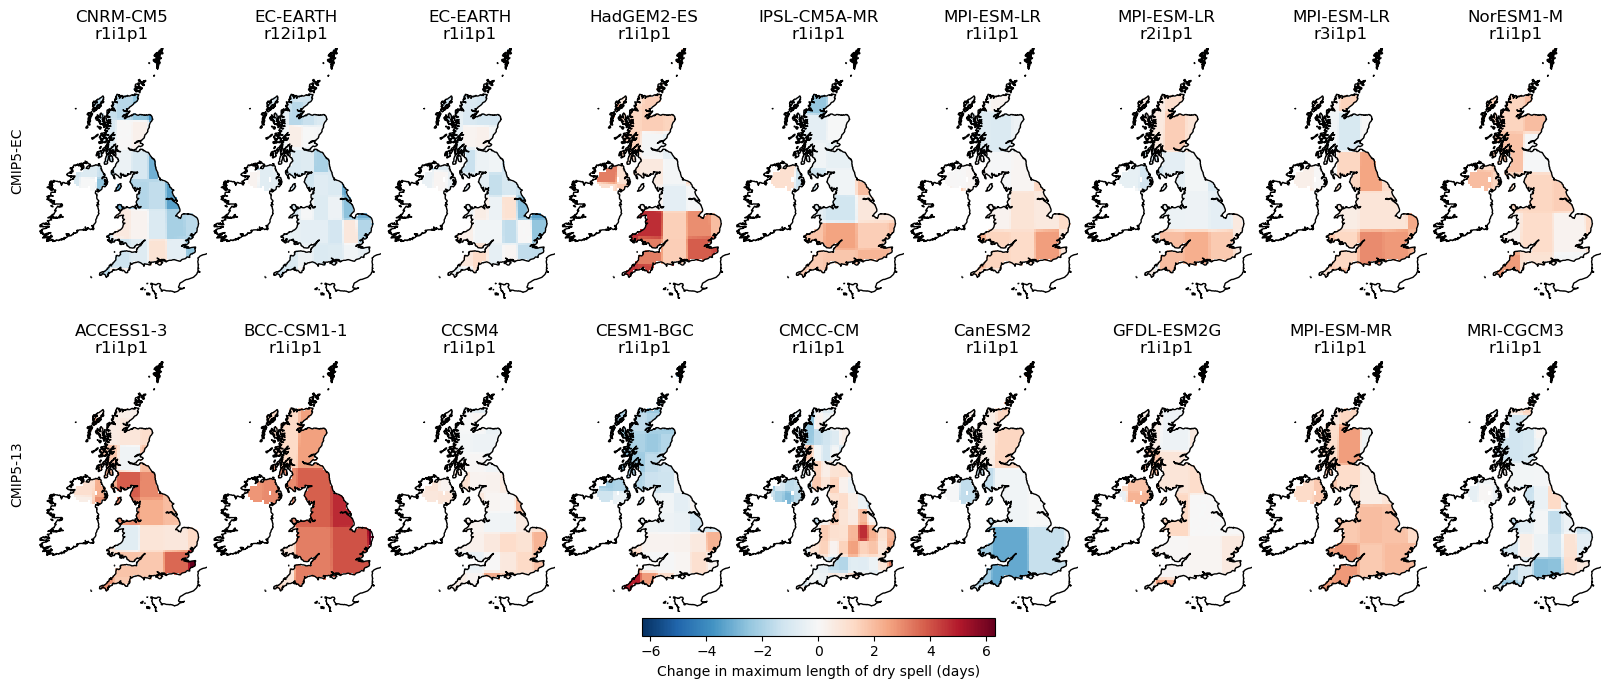 CNRM-CM5 EC-EARTH EC-EARTH HadGEM2-ES IPSL-CM5A-MR MPI-ESM-LR MPI-ESM-LR MPI-ESM-LR NorESM1-M
r1i1p1 r12i1p1 r1i1p1 r1i1p1 r1i1p1 r1i1p1 r2i1p1 r3i1p1 r1i1p1
CMIP5-EC
ACCESS1-3 BCC-CSM1-1 CCSM4 CESM1-BGC CMCC-CM CanESM2 GFDL-ESM2G MPI-ESM-MR MRI-CGCM3
r1i1p1 r1i1p1 r1i1p1 r1i1p1 r1i1p1 r1i1p1 r1i1p1 r1i1p1 r1i1p1
CMIP5-13
−6 −4 −2 0 2 4 6
Change in maximum length of dry spell (days)